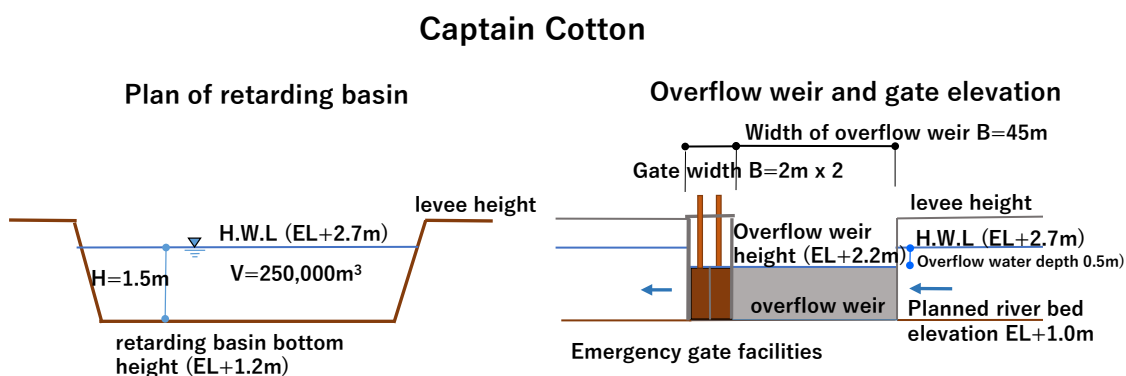 Captain Cotton
Plan of retarding basin
levee height
H.W.L (EL+2.7m)
H=1.5m
V=250,000m³
retarding basin bottom
height (EL+1.2m)
Overflow weir and gate elevation
Width of overflow weir B=45m
Gate width B=2m x 2
levee height
Overflow weir
height (EL+2.2m)
H.W.L (EL+2.7m)
Overflow water depth 0.5m)
overflow weir
Planned river bed
elevation EL+1.0m
Emergency gate facilities